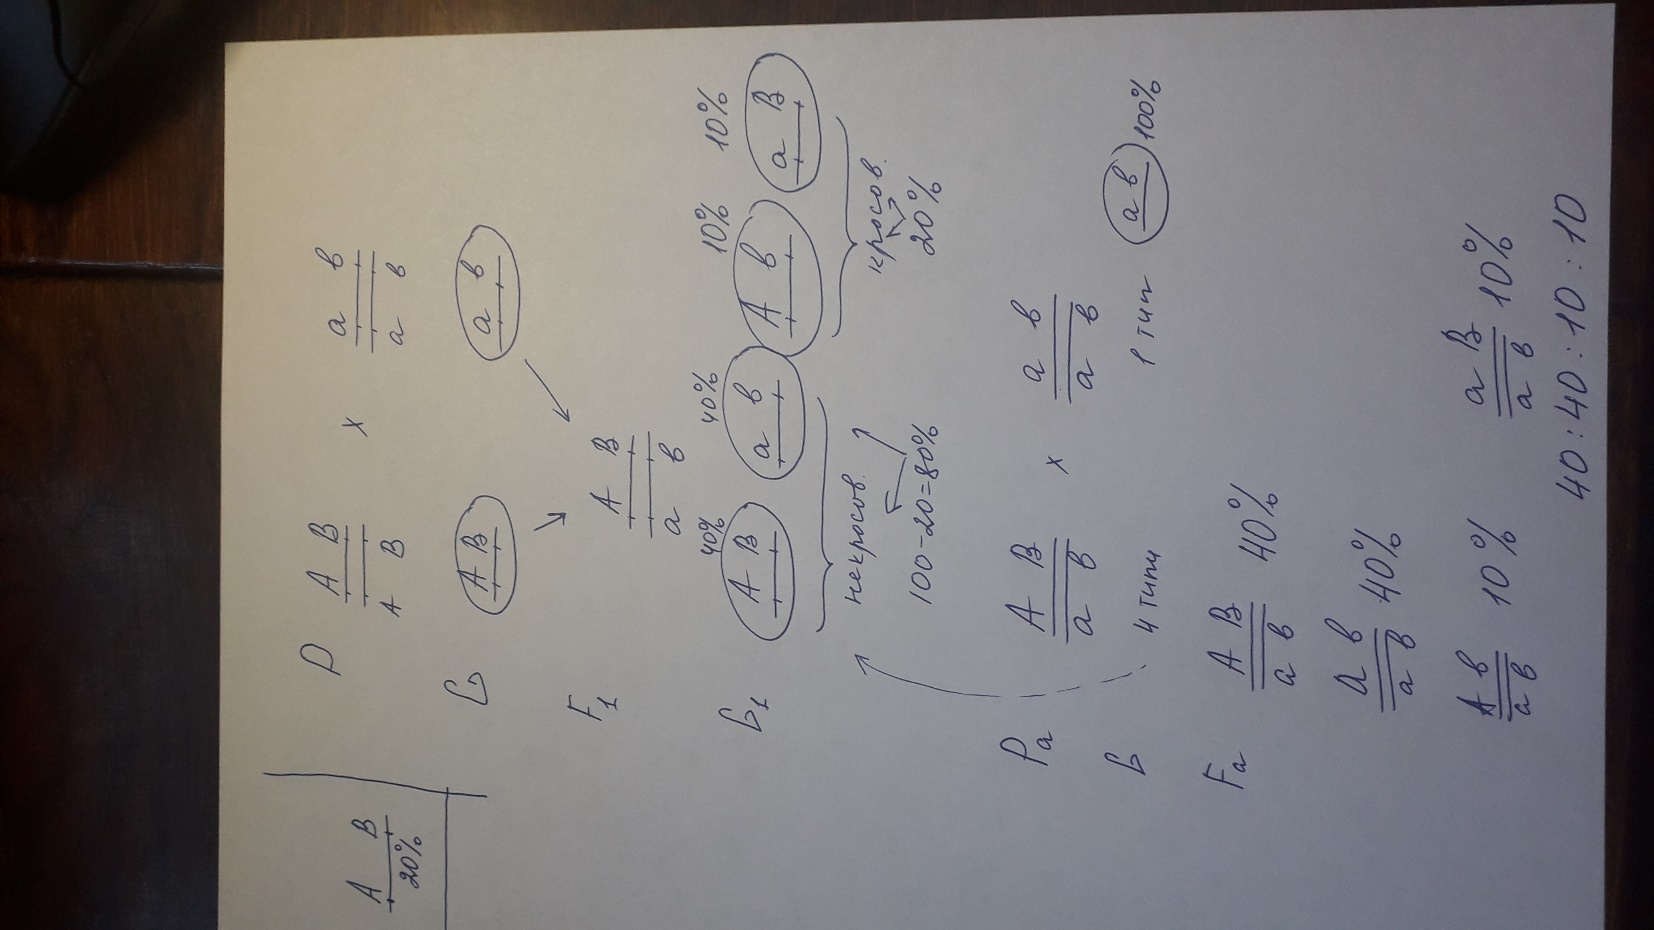 A B
20%
P A B × a в
A B a в
G A B a в
F1 A B
a в
40% 40% 10% 10%
G1 A B a в A в a B
некросов. кросов.
100-20=80% 20%
Pa A B × a в
a в a в
G 4 типи 1 тип a в 100%
Fa A B 40%
a в
a в 40%
a в
A в 10% a B 10%
a в a в
40 : 40 : 10 : 10